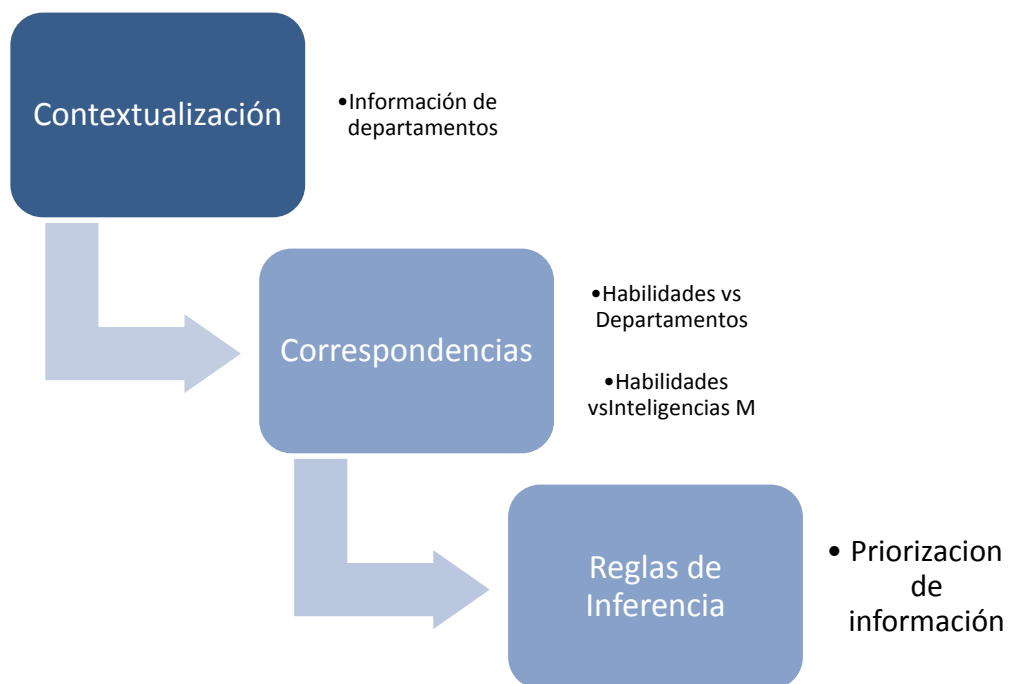 Contextualización
•Información de
departamentos
Correspondencias
•Habilidades vs
Departamentos
•Habilidades
vsInteligencias M
Reglas de
Inferencia
• Priorizacion
de
información